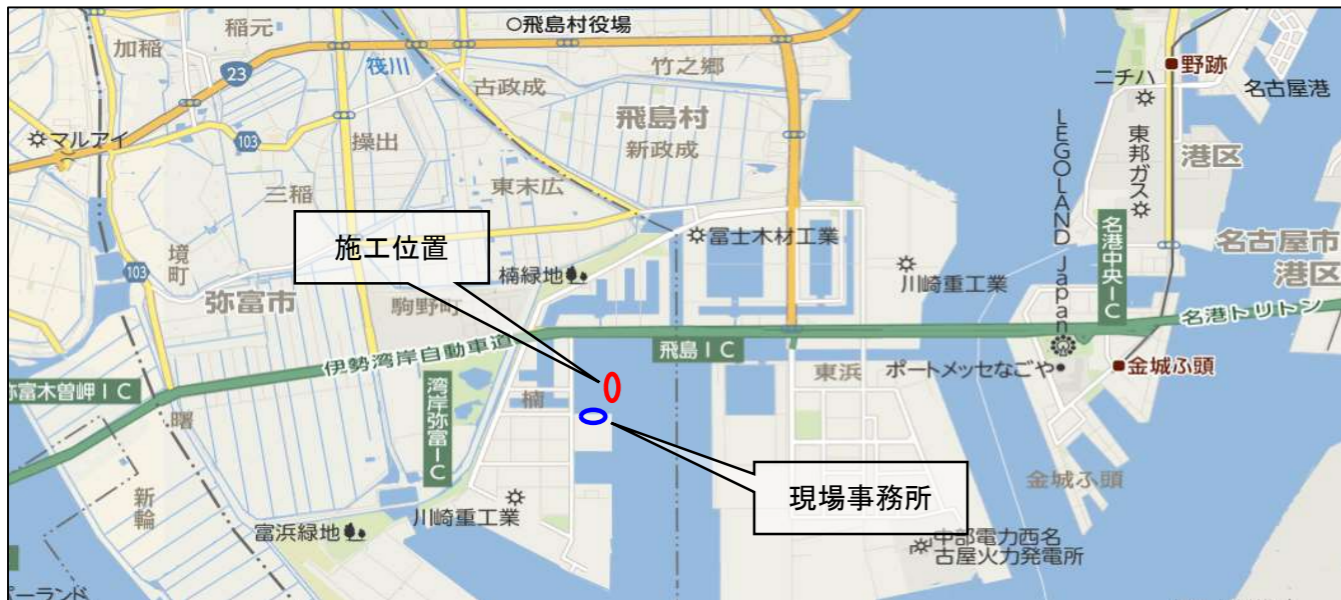 稲元
飛島村役場
加稲
筏川
竹之郷
野跡
23
ニチハ
名古屋港
古政成
飛島村
新政成
マルアイ
103
操出
東邦ガス
港区
LEGOLAND Japan
三稲
東末広
施工位置
冨士木材工業
名港中央IC
名古屋市
港区
境町
103
楠緑地
川崎重工業
弥富市
駒野町
名港トリトン
伊勢湾岸自動車道
飛島IC
弥富木曽岬IC
湾岸弥富IC
楠
東浜
ポートメッセなごや
金城ふ頭
曙
現場事務所
金城ふ頭
新輪
川崎重工業
富浜緑地
中部電力西名
古屋火力発電所